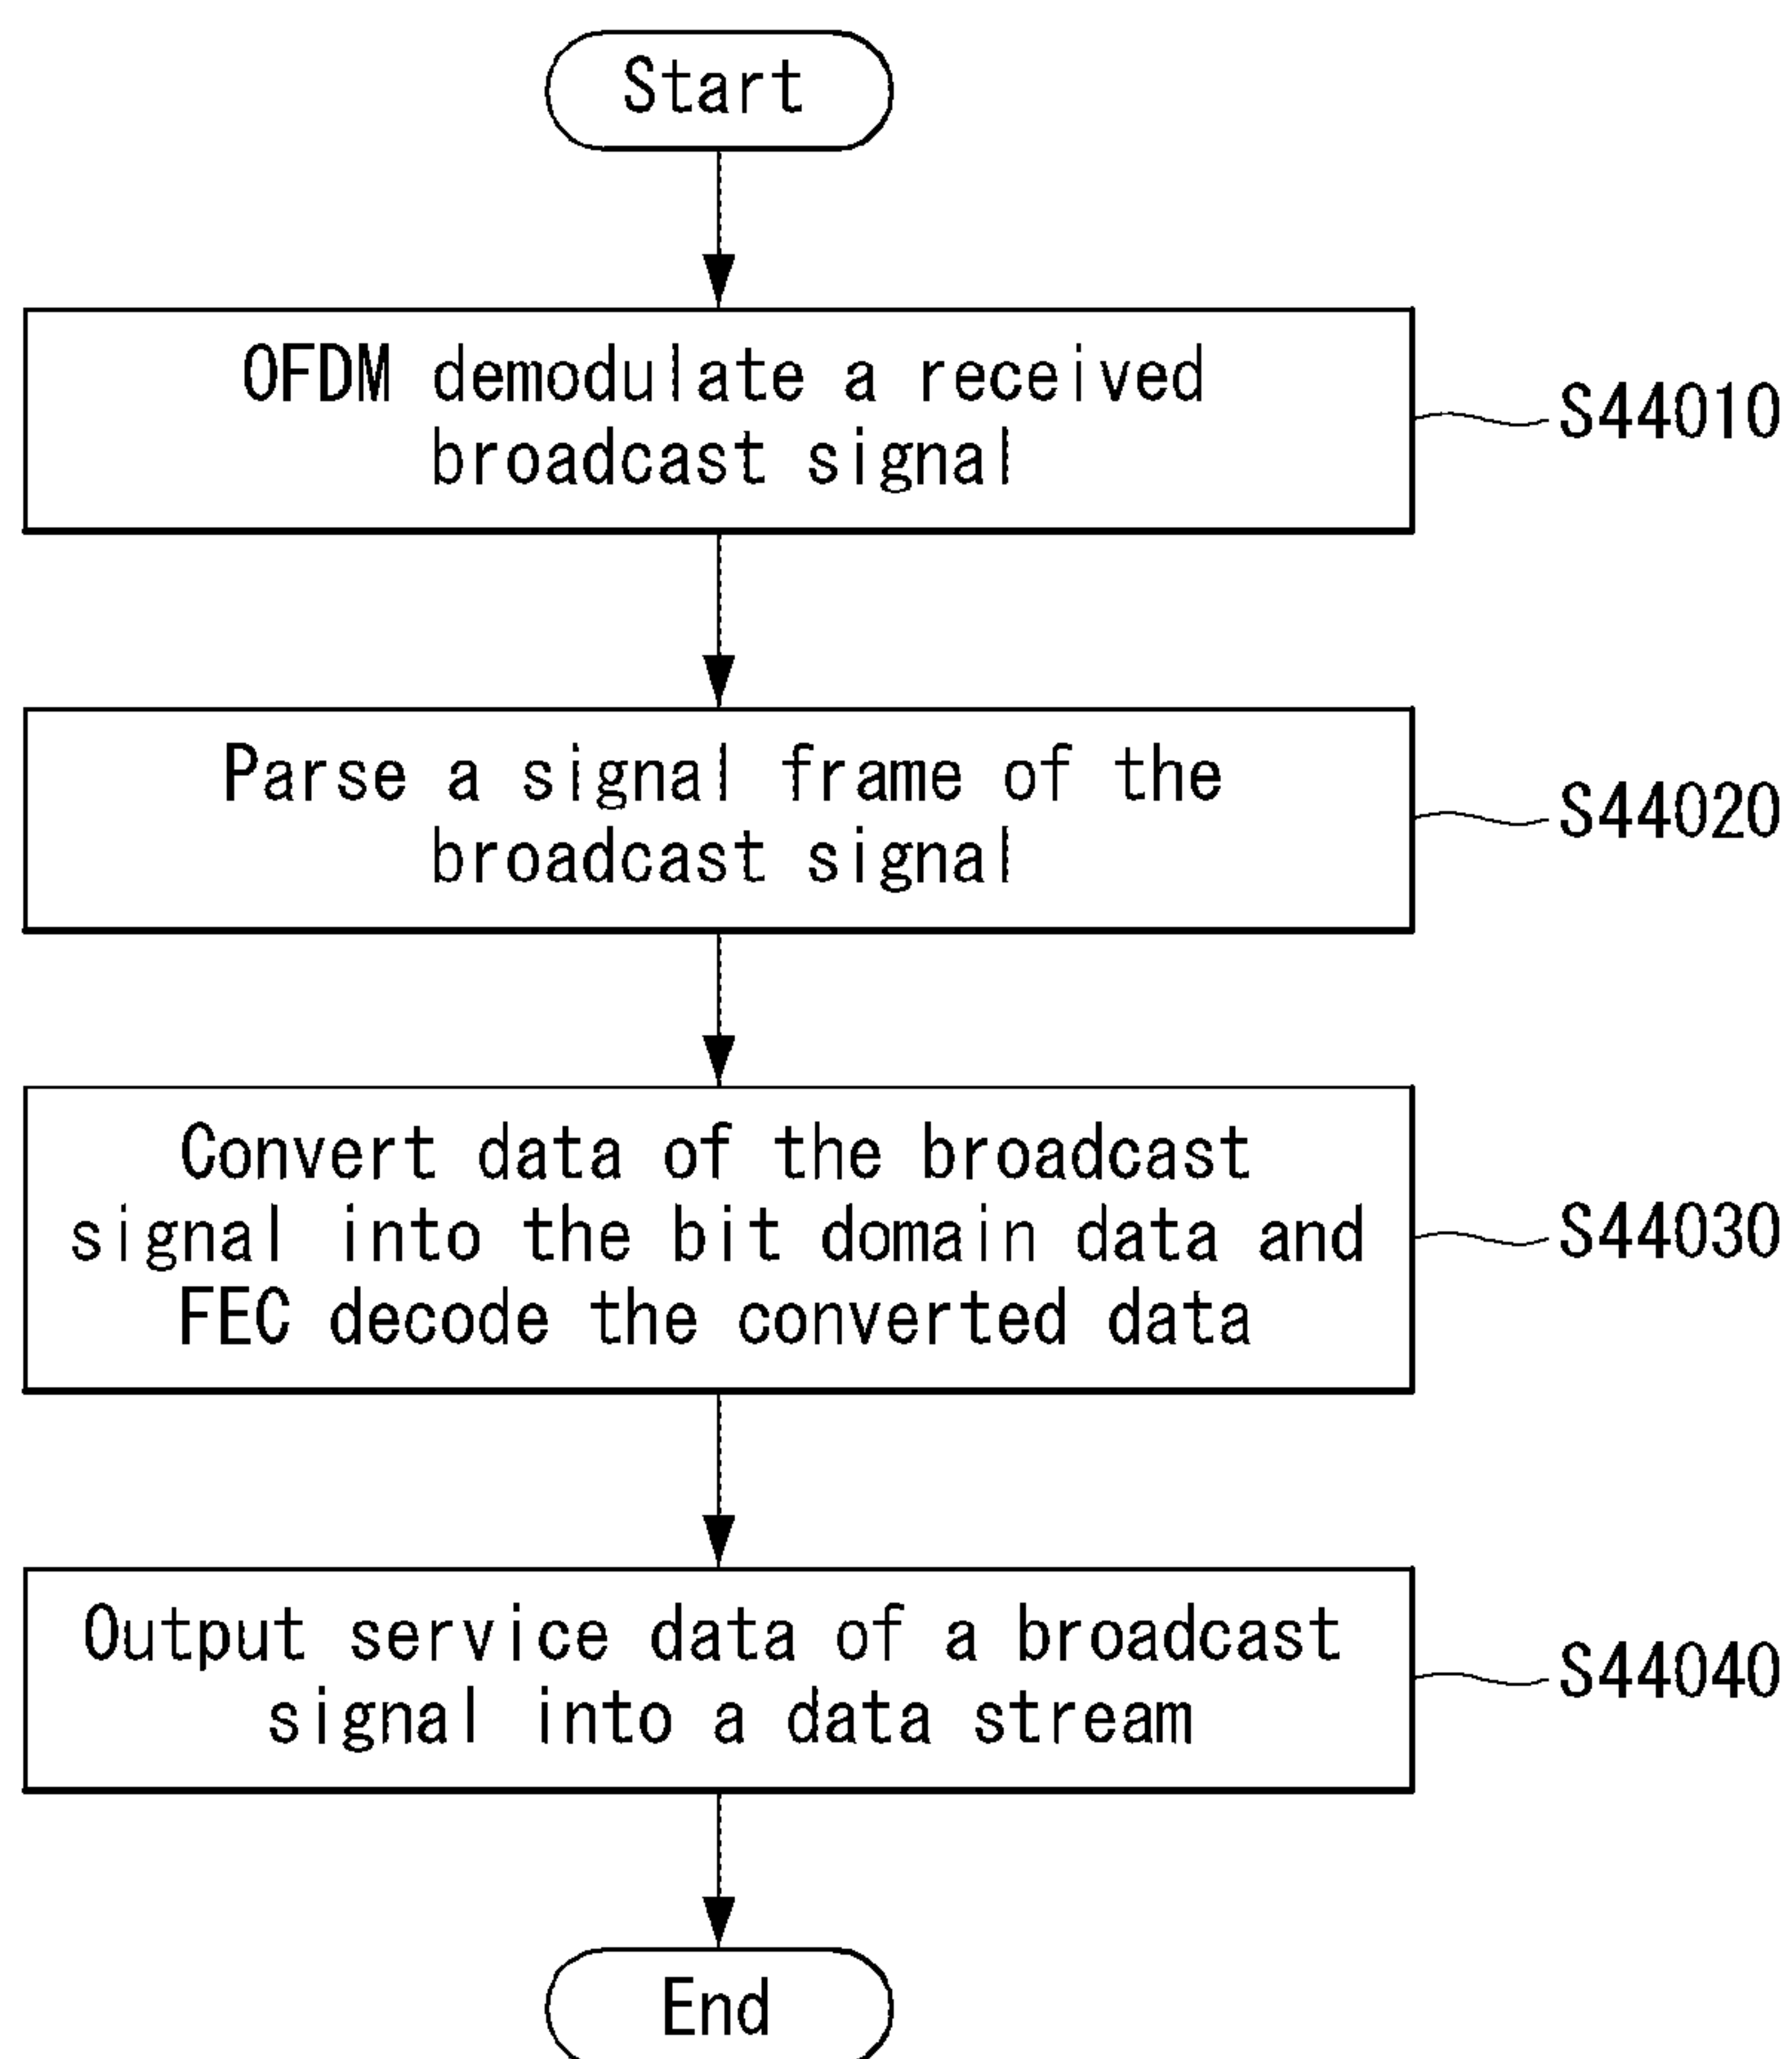 Start
OFDM demodulate a received
broadcast signal
S44010
Parse a signal frame of the
broadcast signal
S44020
Convert data of the broadcast
signal into the bit domain data and
FEC decode the converted data
S44030
Output service data of a broadcast
signal into a data stream
S44040
End